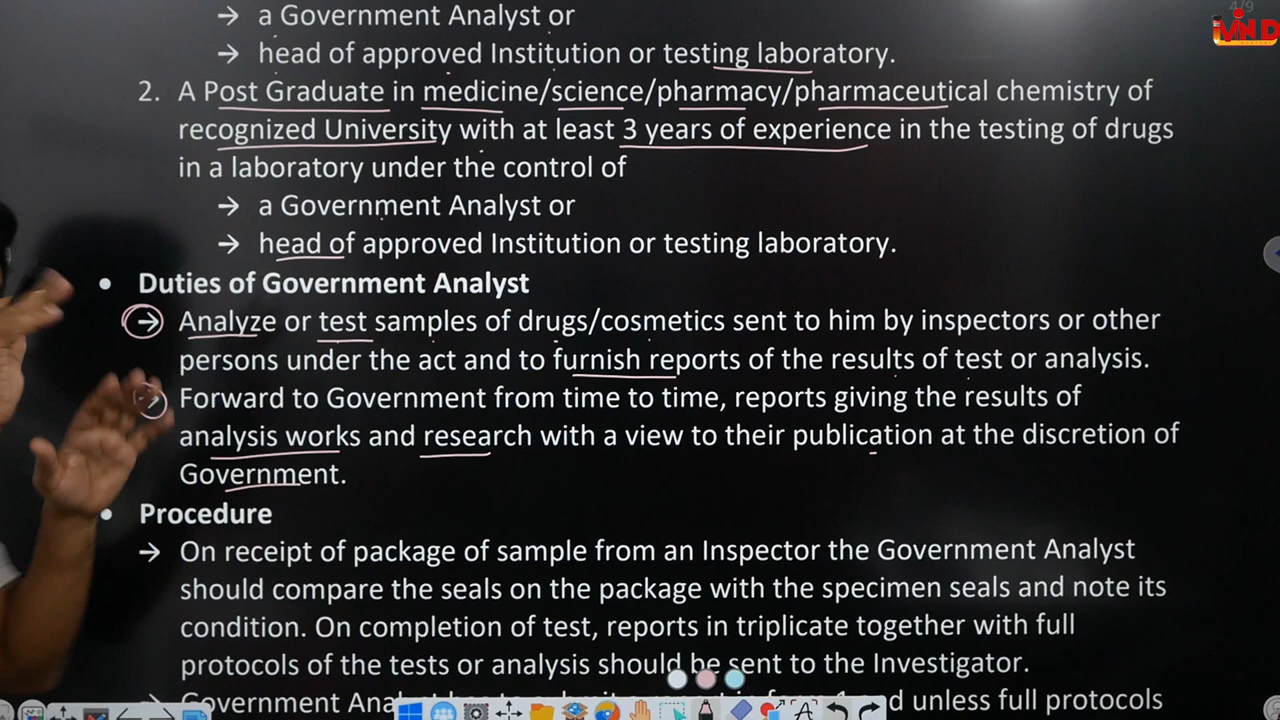 4/9
→ a Government Analyst or
→ head of approved Institution or testing laboratory.
2. A Post Graduate in medicine/science/pharmacy/pharmaceutical chemistry of
recognized University with at least 3 years of experience in the testing of drugs
in a laboratory under the control of
→ a Government Analyst or
→ head of approved Institution or testing laboratory.
• Duties of Government Analyst
→ Analyze or test samples of drugs/cosmetics sent to him by inspectors or other
persons under the act and to furnish reports of the results of test or analysis.
→ Forward to Government from time to time, reports giving the results of
analysis works and research with a view to their publication at the discretion of
Government.
• Procedure
→ On receipt of package of sample from an Inspector the Government Analyst
should compare the seals on the package with the specimen seals and note its
condition. On completion of test, reports in triplicate together with full
protocols of the tests or analysis should be sent to the Investigator.
→ Government and unless full protocols